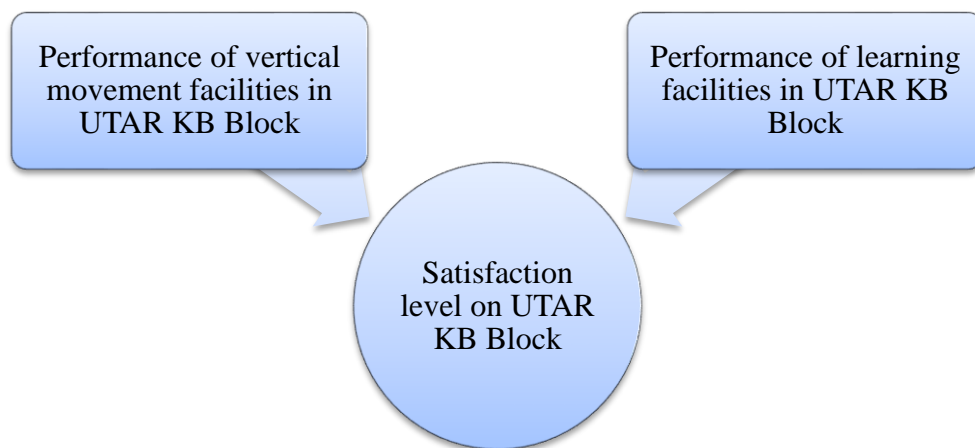 Performance of vertical
movement facilities in
UTAR KB Block
Performance of learning
facilities in UTAR KB
Block
Satisfaction
level on UTAR
KB Block